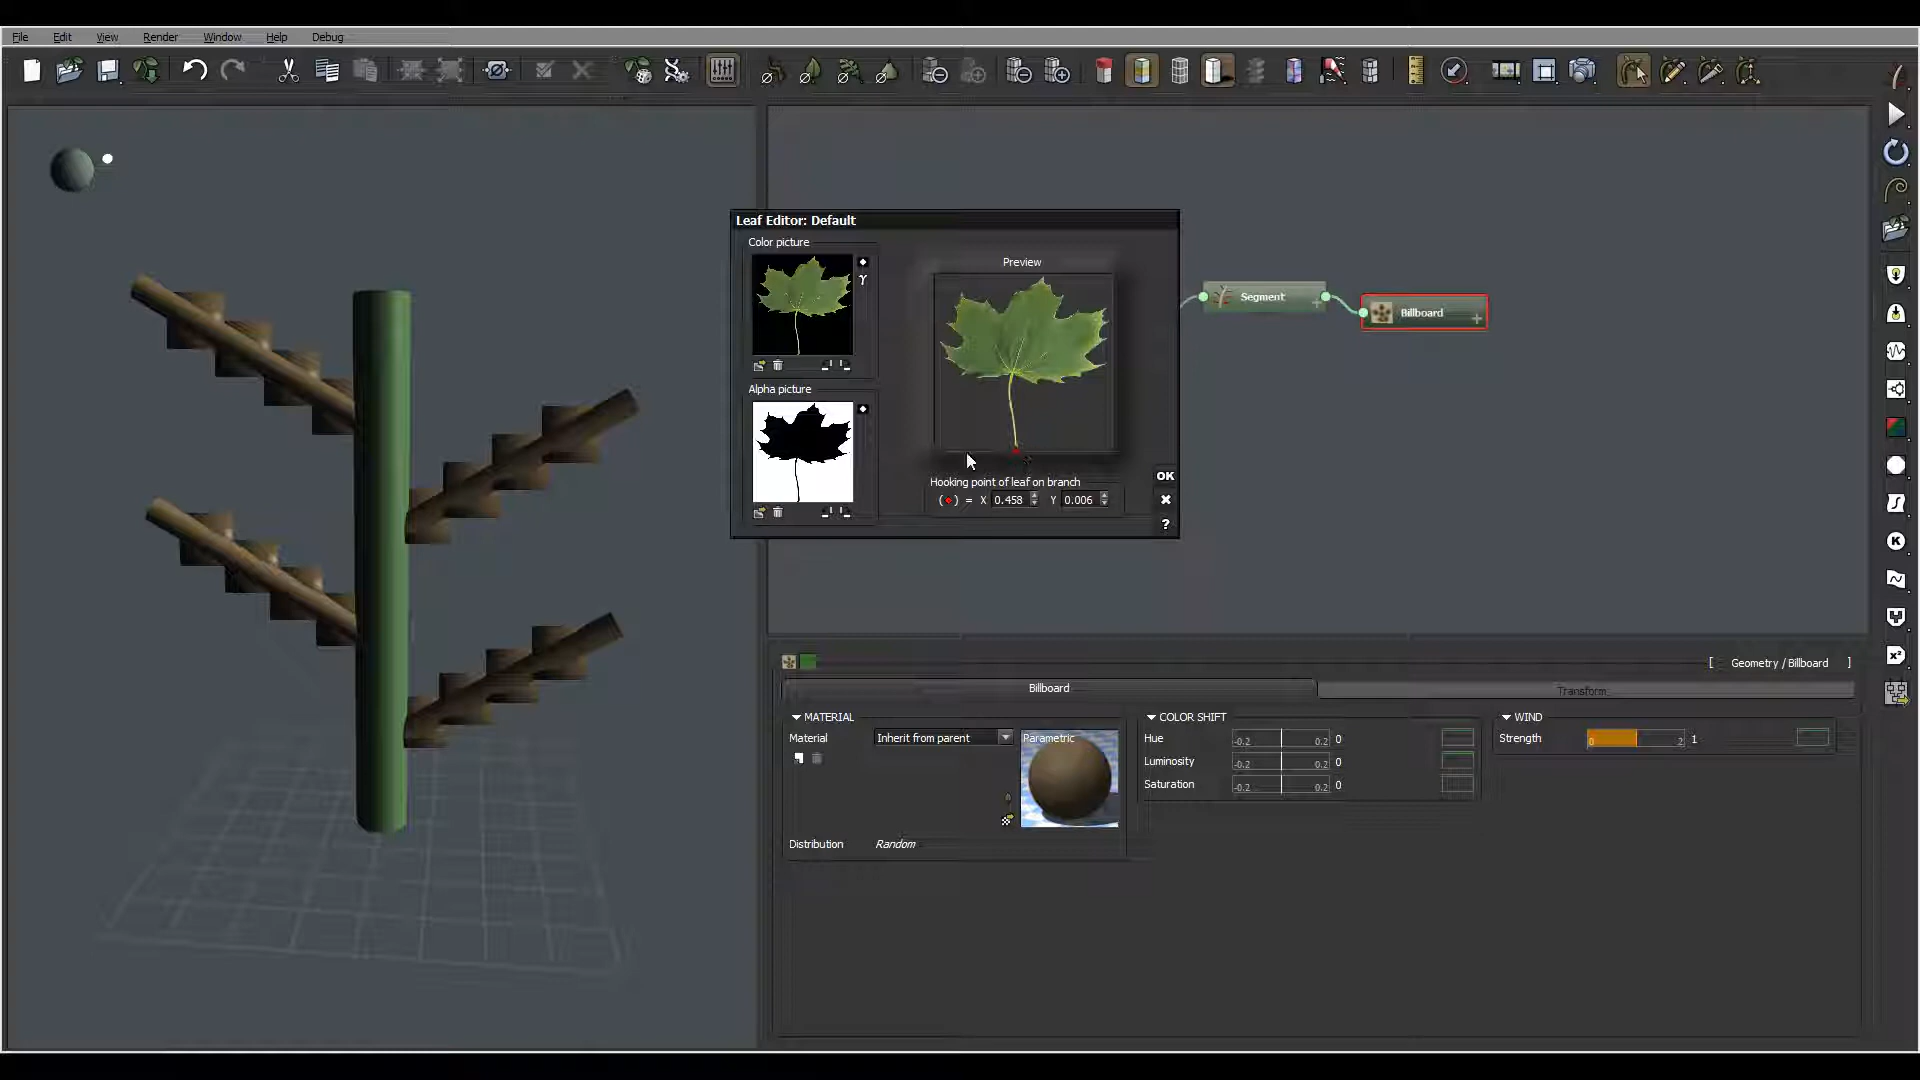 File Edit View Render Window Help Debug
Leaf Editor: Default
Color picture
Preview
Alpha picture
Hooking point of leaf on branch
( ) = X 0.458 Y 0.006
OK
?
Segment
Billboard
[ Geometry / Billboard ]
Billboard
Transform
MATERIAL
Material Inherit from parent
Parametric
Distribution Random
COLOR SHIFT
Hue -0.2 0.2 0
Luminosity -0.2 0.2 0
Saturation -0.2 0.2 0
WIND
Strength 0 2 1
K
x²